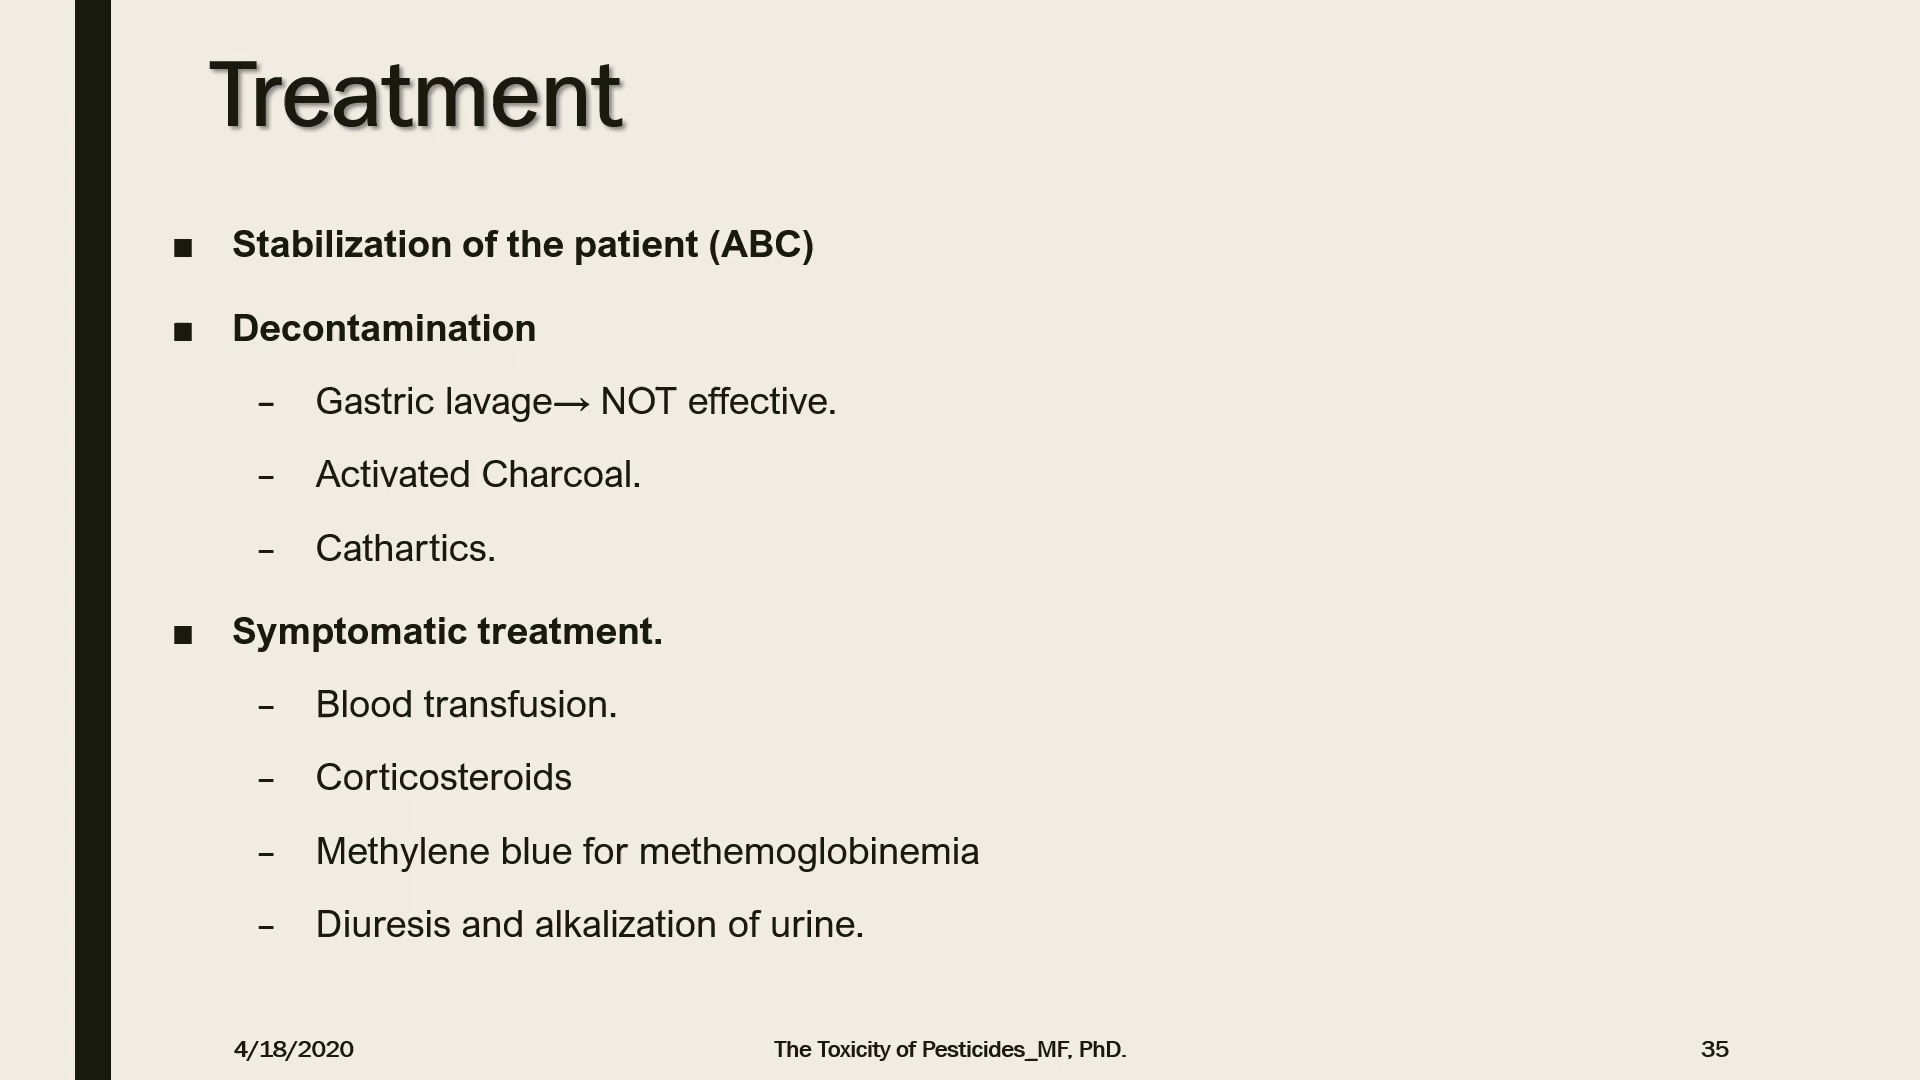 Treatment
■ Stabilization of the patient (ABC)
■ Decontamination
– Gastric lavage→ NOT effective.
– Activated Charcoal.
– Cathartics.
■ Symptomatic treatment.
– Blood transfusion.
– Corticosteroids
– Methylene blue for methemoglobinemia
– Diuresis and alkalization of urine.
4/18/2020 The Toxicity of Pesticides_MF, PhD. 35